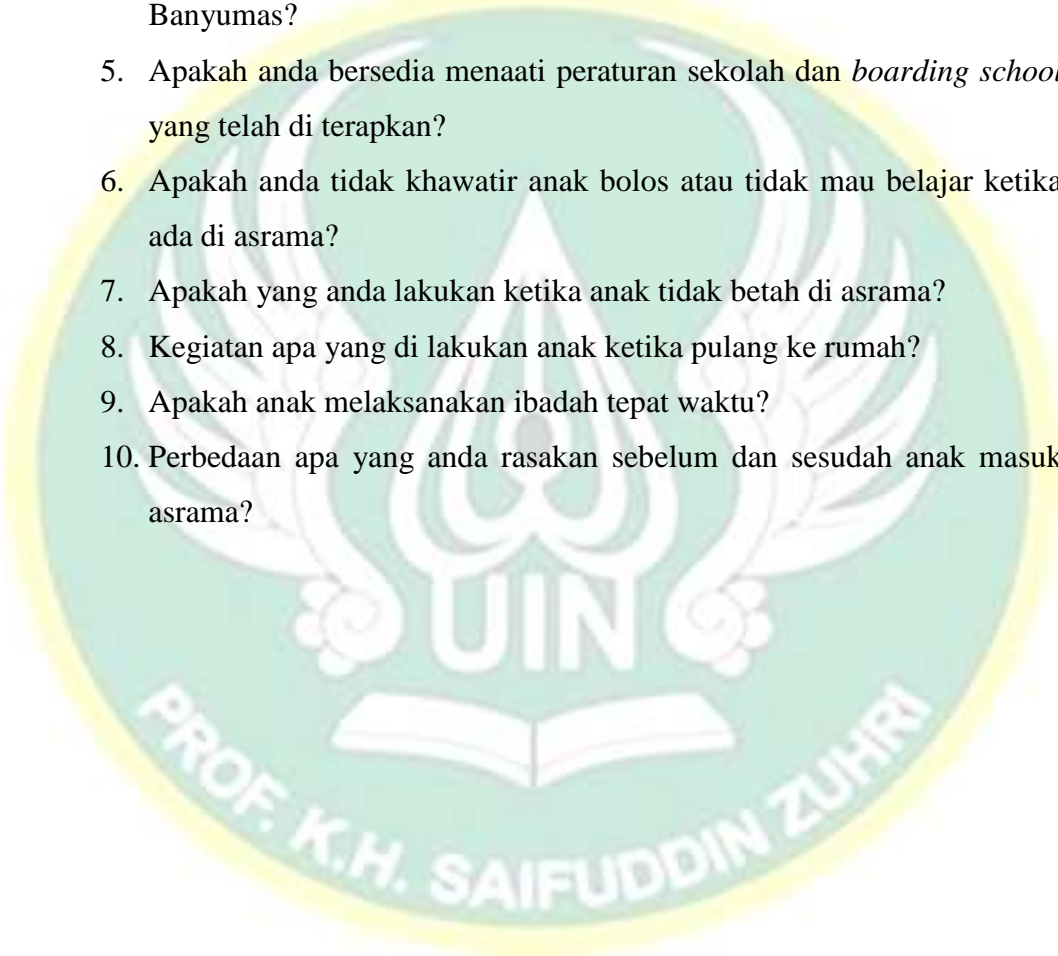 Banyumas?
5. Apakah anda bersedia menaati peraturan sekolah dan boarding school
yang telah di terapkan?
6. Apakah anda tidak khawatir anak bolos atau tidak mau belajar ketika
ada di asrama?
7. Apakah yang anda lakukan ketika anak tidak betah di asrama?
8. Kegiatan apa yang di lakukan anak ketika pulang ke rumah?
9. Apakah anak melaksanakan ibadah tepat waktu?
10. Perbedaan apa yang anda rasakan sebelum dan sesudah anak masuk
asrama?
UIN
PROF. K.H. SAIFUDDIN ZUHRI